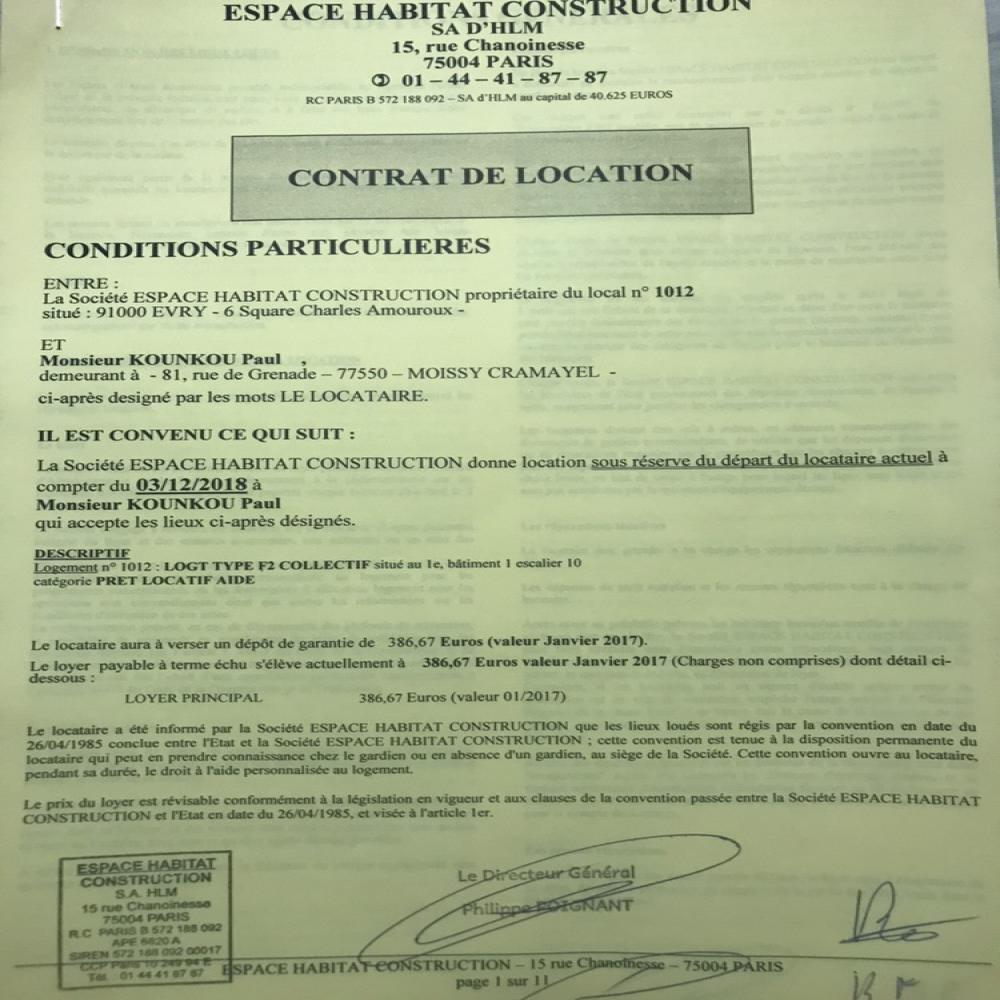 ESPACE HABITAT CONSTRUCTION
SA D'HLM
15, rue Chanoinesse
75004 PARIS
✆ 01 – 44 – 41 – 87 – 87
RC PARIS B 572 188 092 – SA d'HLM au capital de 40.625 EUROS
CONTRAT DE LOCATION
CONDITIONS PARTICULIERES
ENTRE :
La Société ESPACE HABITAT CONSTRUCTION propriétaire du local n° 1012
situé : 91000 EVRY - 6 Square Charles Amouroux -
ET
Monsieur KOUNKOU Paul ,
demeurant à - 81, rue de Grenade – 77550 – MOISSY CRAMAYEL -
ci-après designé par les mots LE LOCATAIRE.
IL EST CONVENU CE QUI SUIT :
La Société ESPACE HABITAT CONSTRUCTION donne location sous réserve du départ du locataire actuel à
compter du 03/12/2018 à
Monsieur KOUNKOU Paul
qui accepte les lieux ci-après désignés.
DESCRIPTIF
Logement n° 1012 : LOGT TYPE F2 COLLECTIF situé au 1e, bâtiment 1 escalier 10
catégorie PRET LOCATIF AIDE
Le locataire aura à verser un dépôt de garantie de 386,67 Euros (valeur Janvier 2017).
Le loyer payable à terme échu s'élève actuellement à 386,67 Euros valeur Janvier 2017 (Charges non comprises) dont détail ci-
dessous :
LOYER PRINCIPAL 386,67 Euros (valeur 01/2017)
Le locataire a été informé par la Société ESPACE HABITAT CONSTRUCTION que les lieux loués sont régis par la convention en date du
26/04/1985 conclue entre l'Etat et la Société ESPACE HABITAT CONSTRUCTION ; cette convention est tenue à la disposition permanente du
locataire qui peut en prendre connaissance chez le gardien ou en absence d'un gardien, au siège de la Société. Cette convention ouvre au locataire,
pendant sa durée, le droit à l'aide personnalisée au logement.
Le prix du loyer est révisable conformément à la législation en vigueur et aux clauses de la convention passée entre la Société ESPACE HABITAT
CONSTRUCTION et l'Etat en date du 26/04/1985, et visée à l'article 1er.
ESPACE HABITAT
CONSTRUCTION
S.A. HLM
15 rue Chanoinesse
75004 PARIS
R.C PARIS B 572 188 092
APE 6820 A
SIREN 572 188 092 00017
CCP Paris 10 249 94 E
Tél. 01 44 41 87 87
Le Directeur Général
Philippe POIGNANT
ESPACE HABITAT CONSTRUCTION – 15 rue Chanoinesse – 75004 PARIS
page 1 sur 11